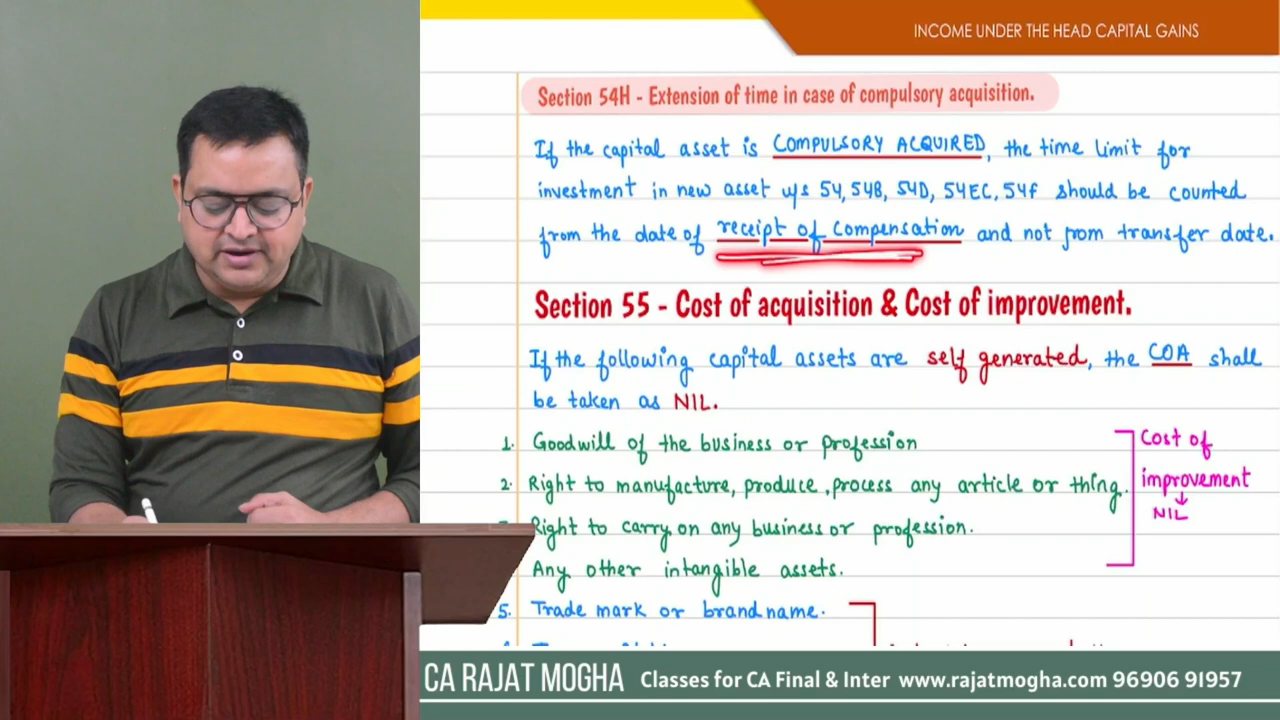 INCOME UNDER THE HEAD CAPITAL GAINS
Section 54H - Extension of time in case of compulsory acquisition.
If the capital asset is COMPULSORY ACQUIRED, the time limit for
investment in new asset u/s 54, 54B, 54D, 54EC, 54F should be counted
from the date of receipt of compensation and not from transfer date.
Section 55 - Cost of acquisition & Cost of improvement.
If the following capital assets are self generated, the COA shall
be taken as NIL.
1. Goodwill of the business or profession
2. Right to manufacture, produce, process any article or thing.
Right to carry on any business or profession.
Any other intangible assets.
Cost of
improvement
↓
NIL
5. Trade mark or brand name.
CA RAJAT MOGHA Classes for CA Final & Inter www.rajatmogha.com 96906 91957